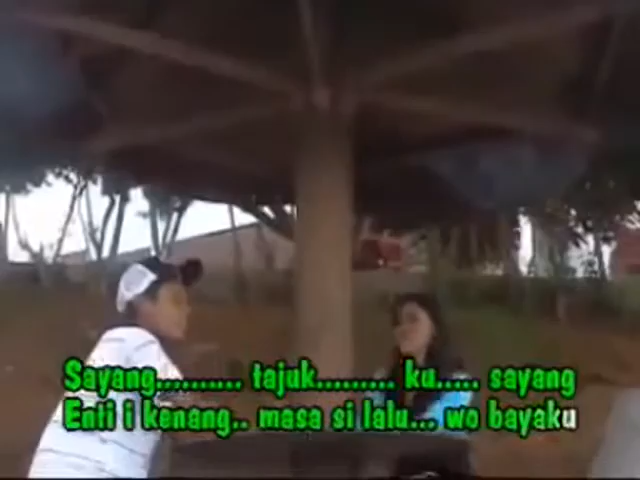 Sayang.......... tajuk......... ku..... sayang
Enti i kenang.. masa si lalu... wo bayaku